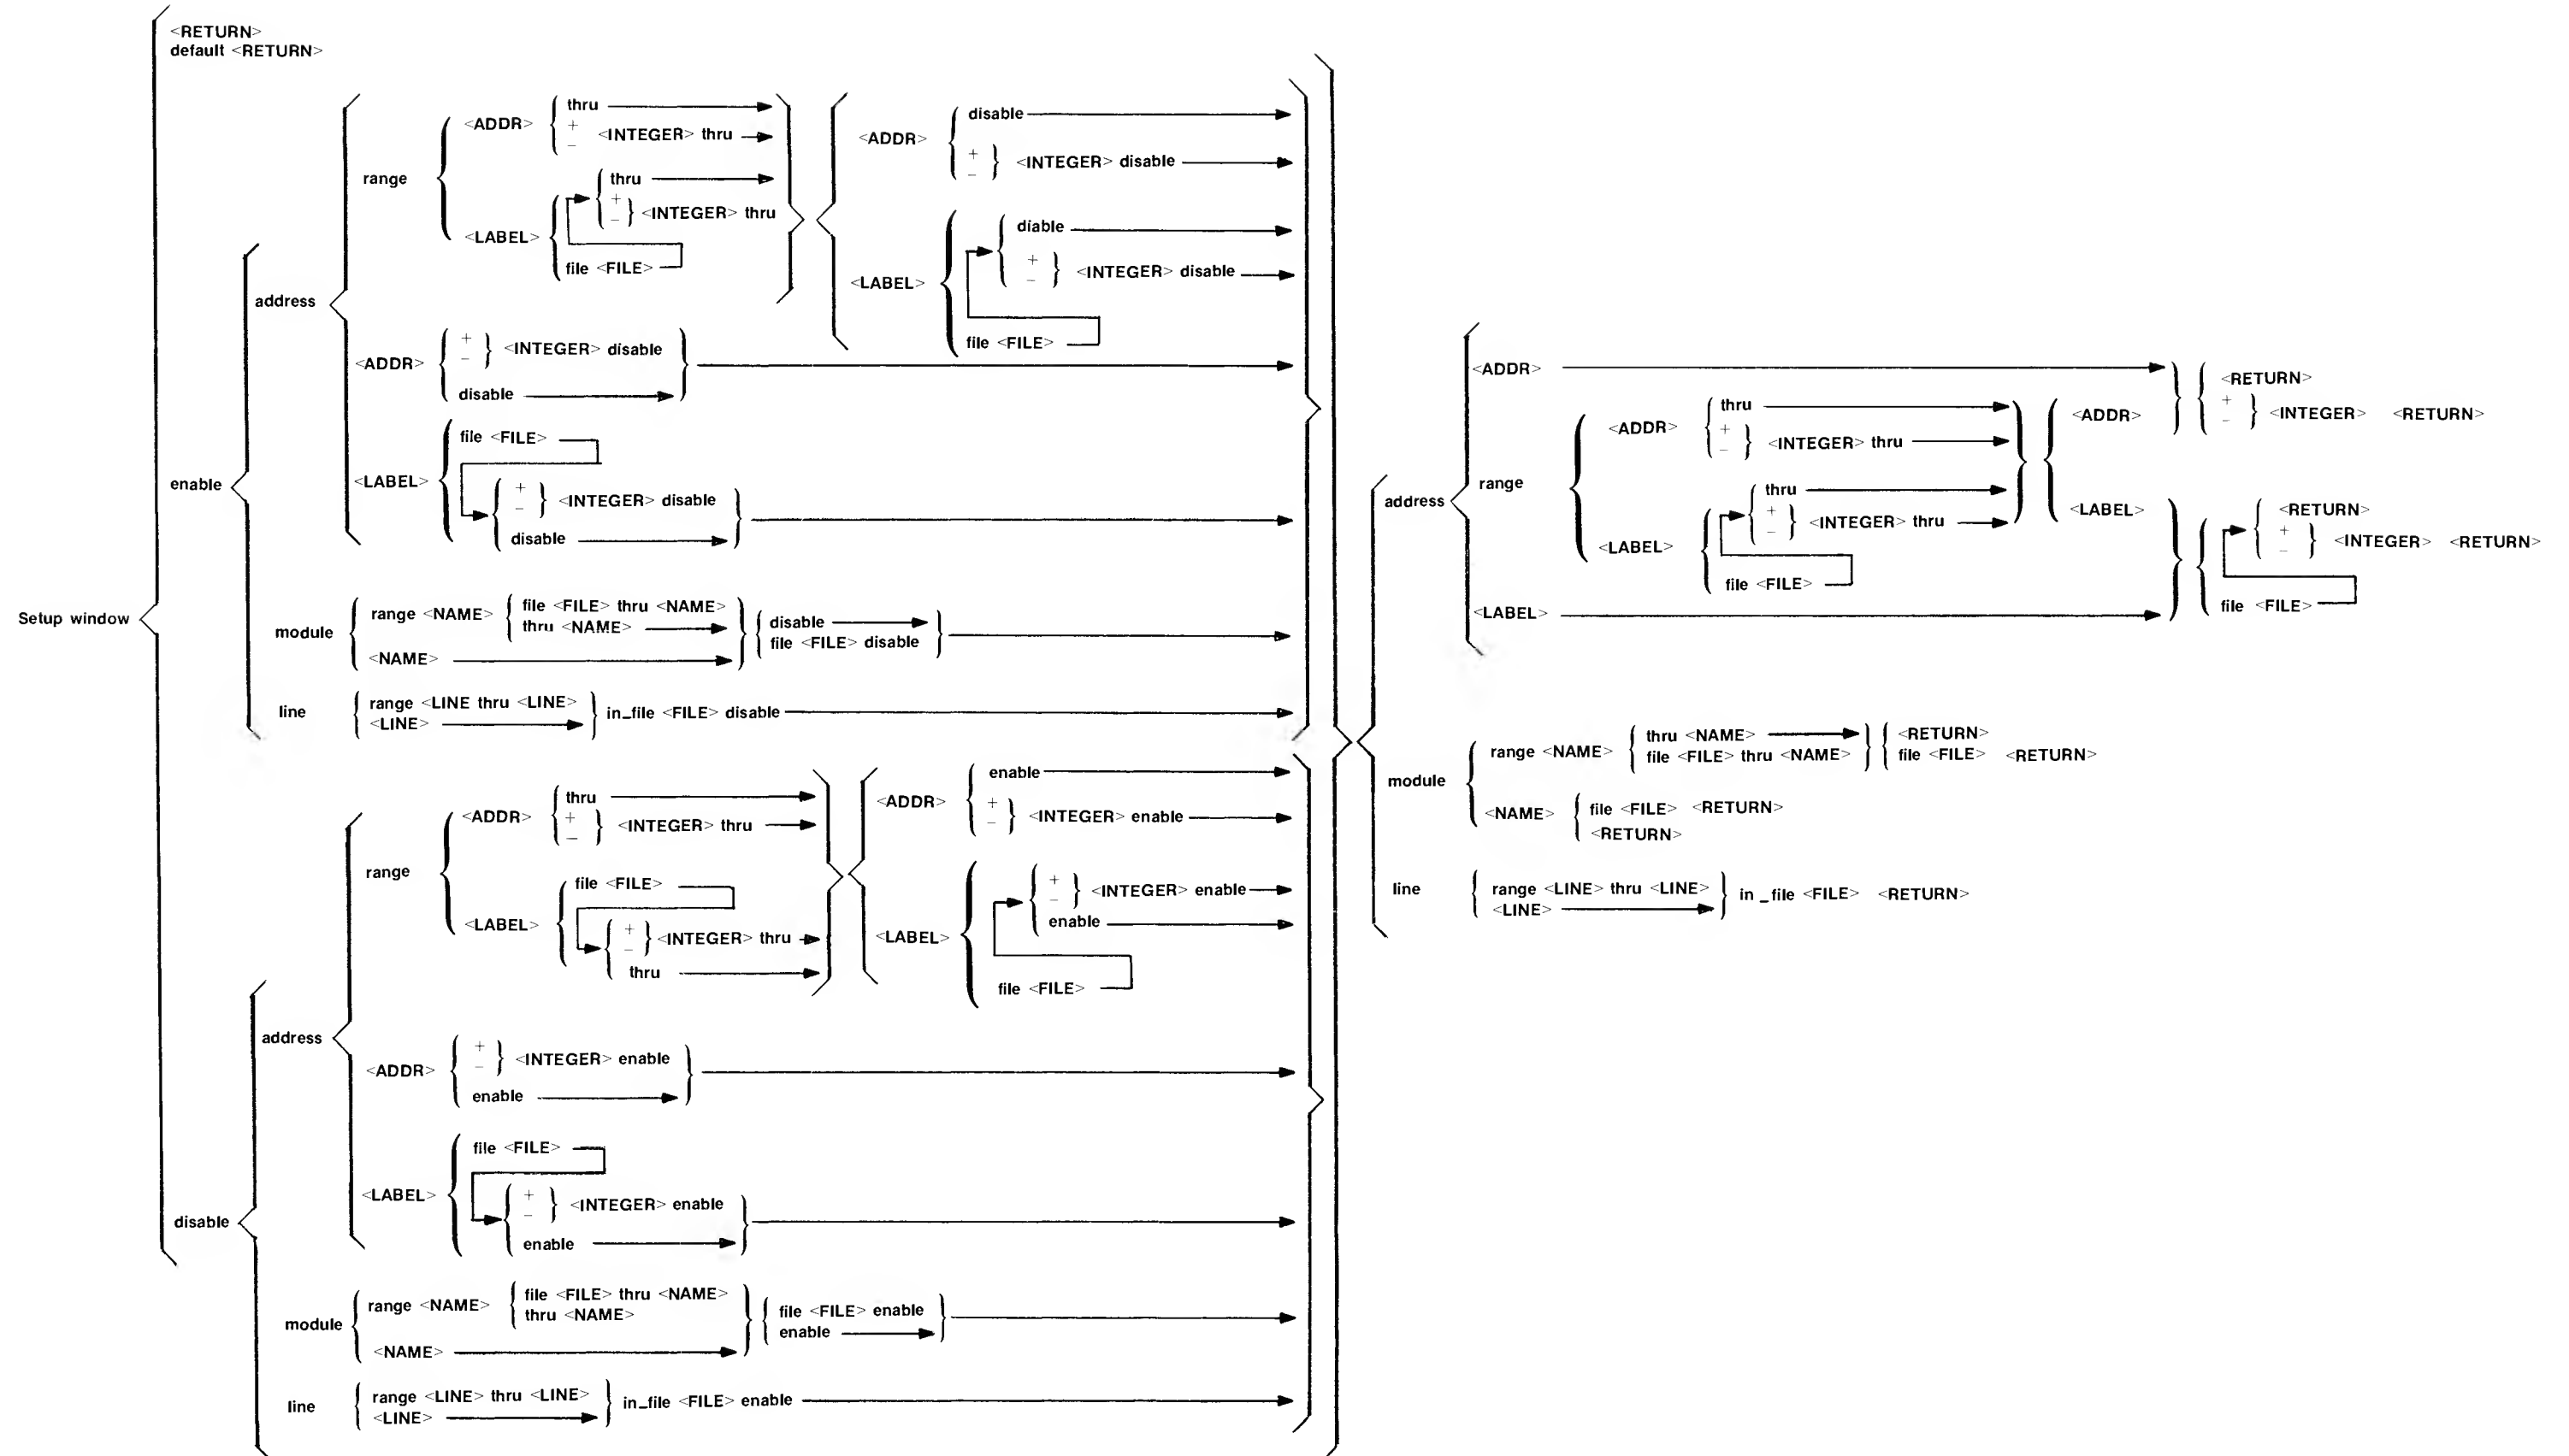 <RETURN>
default <RETURN>
Setup window
enable
address
range
<ADDR>
thru
+
- <INTEGER> thru
<LABEL>
thru
+
- <INTEGER> thru
file <FILE>
<ADDR>
disable
+
- <INTEGER> disable
<LABEL>
diable
+
- <INTEGER> disable
file <FILE>
<ADDR>
+
- <INTEGER> disable
disable
<LABEL>
file <FILE>
+
- <INTEGER> disable
disable
module
range <NAME>
file <FILE> thru <NAME>
thru <NAME>
<NAME>
disable
file <FILE> disable
line
range <LINE thru <LINE>
<LINE>
in_file <FILE> disable
disable
address
range
<ADDR>
thru
+
- <INTEGER> thru
<LABEL>
file <FILE>
+
- <INTEGER> thru
thru
<ADDR>
enable
+
- <INTEGER> enable
<LABEL>
+
- <INTEGER> enable
enable
file <FILE>
<ADDR>
+
- <INTEGER> enable
enable
<LABEL>
file <FILE>
+
- <INTEGER> enable
enable
module
range <NAME>
file <FILE> thru <NAME>
thru <NAME>
<NAME>
file <FILE> enable
enable
line
range <LINE> thru <LINE>
<LINE>
in_file <FILE> enable
address
<ADDR>
range
<ADDR>
thru
+
- <INTEGER> thru
<LABEL>
thru
+
- <INTEGER> thru
file <FILE>
<ADDR>
<LABEL>
<LABEL>
<RETURN>
+
- <INTEGER> <RETURN>
<RETURN>
+
- <INTEGER> <RETURN>
file <FILE>
module
range <NAME>
thru <NAME>
file <FILE> thru <NAME>
<RETURN>
file <FILE> <RETURN>
<NAME>
file <FILE> <RETURN>
<RETURN>
line
range <LINE> thru <LINE>
<LINE>
in _file <FILE> <RETURN>